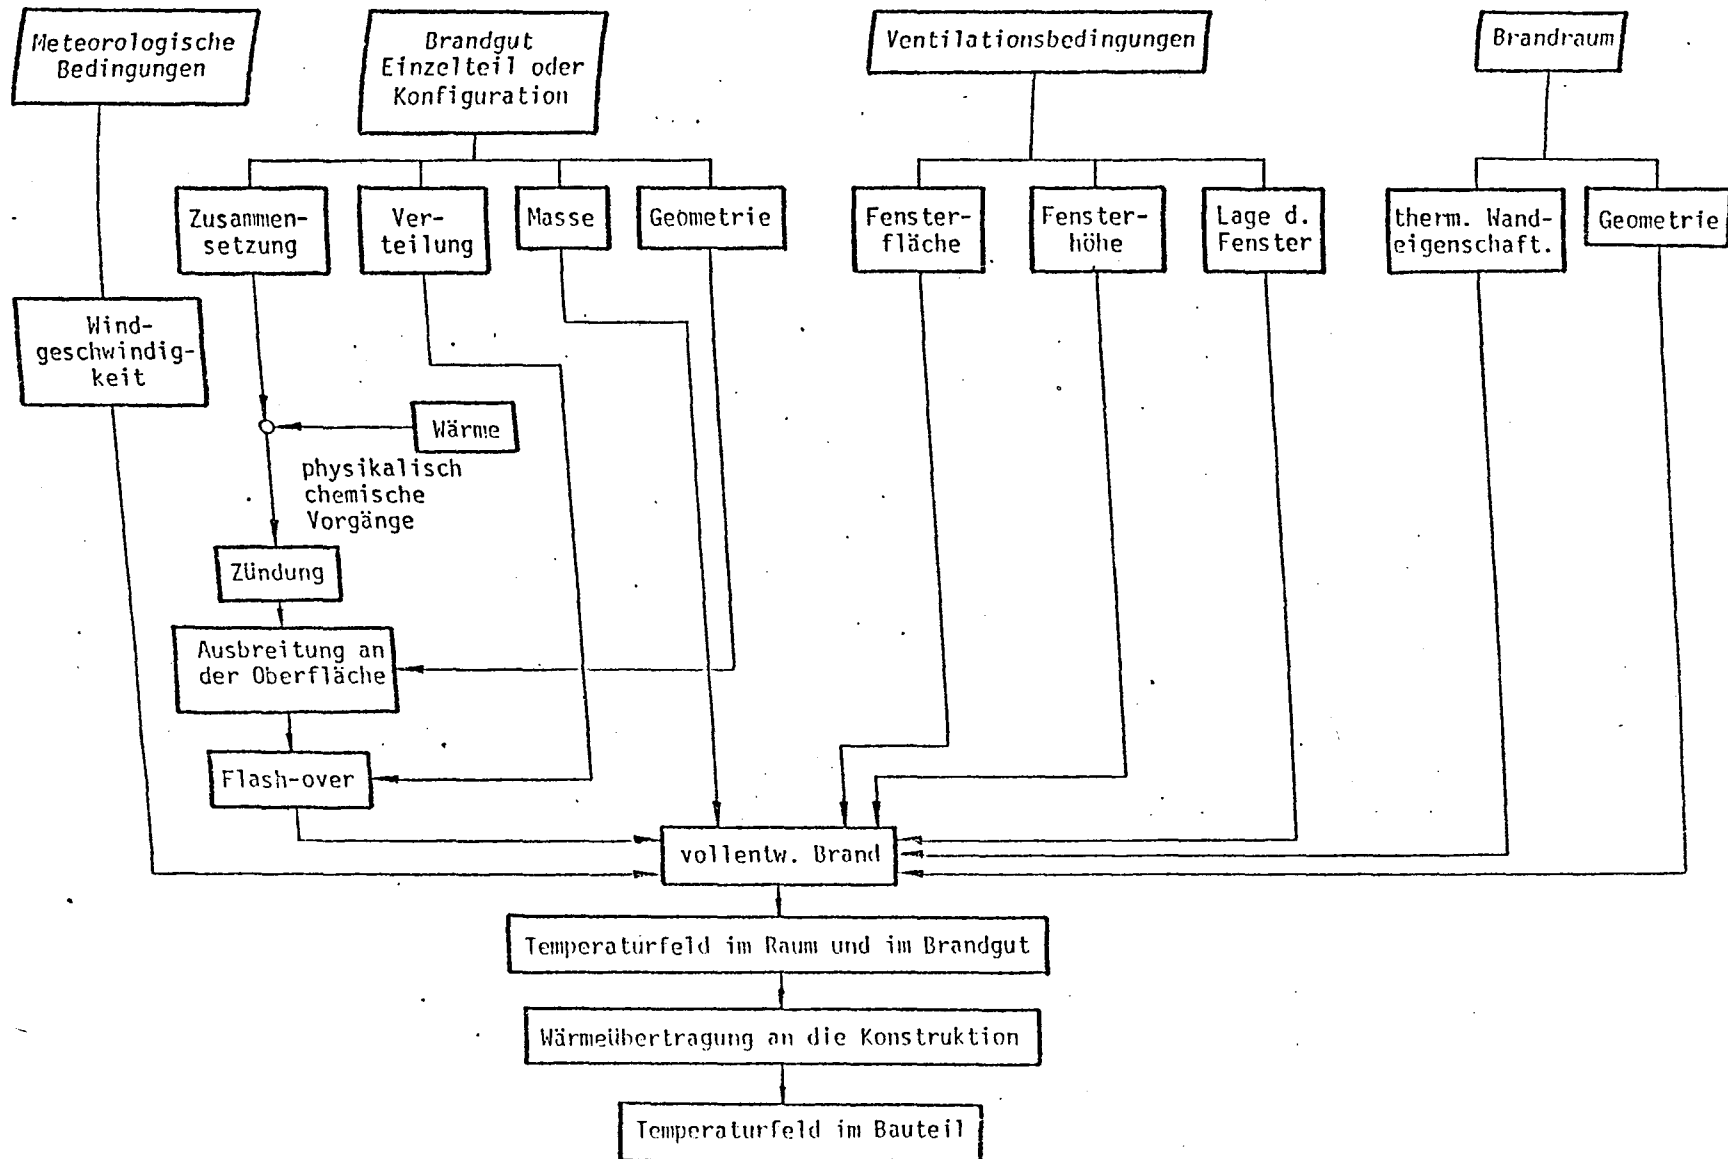 Meteorologische
Bedingungen
Brandgut
Einzelteil oder
Konfiguration
Ventilationsbedingungen
Brandraum
Zusammen-
setzung
Ver-
teilung
Masse
Geometrie
Fenster-
fläche
Fenster-
höhe
Lage d.
Fenster
therm. Wand-
eigenschaft.
Geometrie
Wind-
geschwindig-
keit
Wärme
physikalisch
chemische
Vorgänge
Zündung
Ausbreitung an
der Oberfläche
Flash-over
vollentw. Brand
Temperaturfeld im Raum und im Brandgut
Wärmeübertragung an die Konstruktion
Temperaturfeld im Bauteil